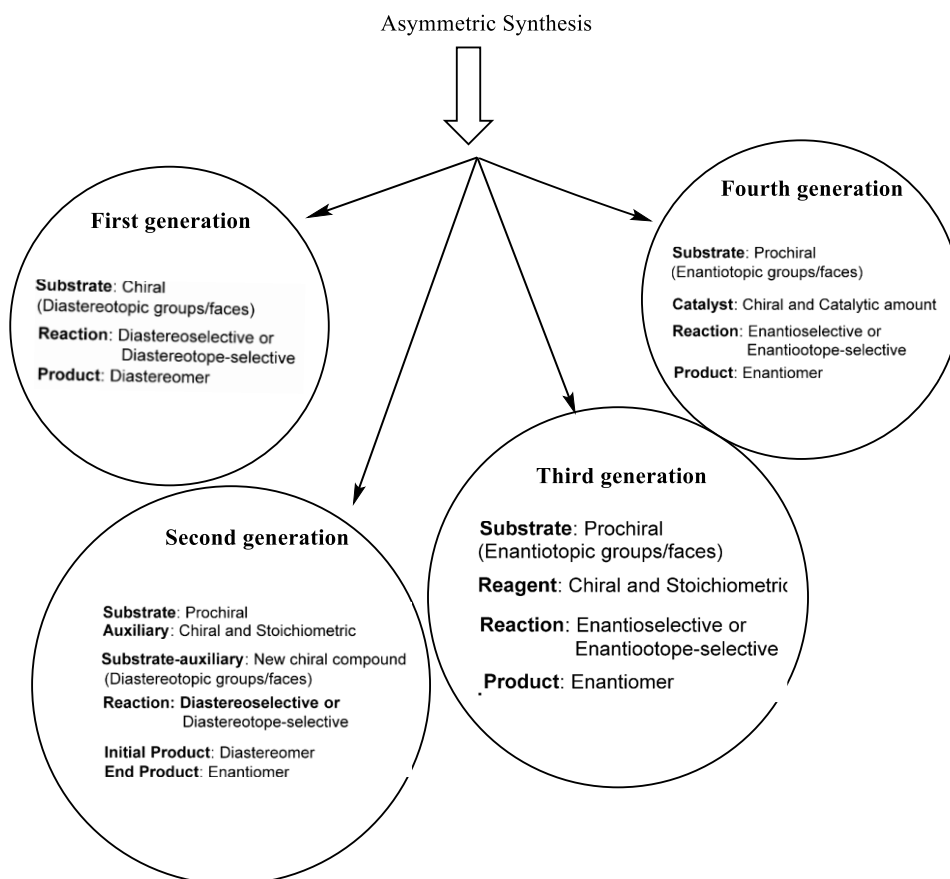 Asymmetric Synthesis
First generation
Substrate: Chiral
(Diastereotopic groups/faces)
Reaction: Diastereoselective or
Diastereotope-selective
Product: Diastereomer
Second generation
Substrate: Prochiral
Auxiliary: Chiral and Stoichiometric
Substrate-auxiliary: New chiral compound
(Diastereotopic groups/faces)
Reaction: Diastereoselective or
Diastereotope-selective
Initial Product: Diastereomer
End Product: Enantiomer
Third generation
Substrate: Prochiral
(Enantiotopic groups/faces)
Reagent: Chiral and Stoichiometric
Reaction: Enantioselective or
Enantiootope-selective
Product: Enantiomer
Fourth generation
Substrate: Prochiral
(Enantiotopic groups/faces)
Catalyst: Chiral and Catalytic amount
Reaction: Enantioselective or
Enantiootope-selective
Product: Enantiomer